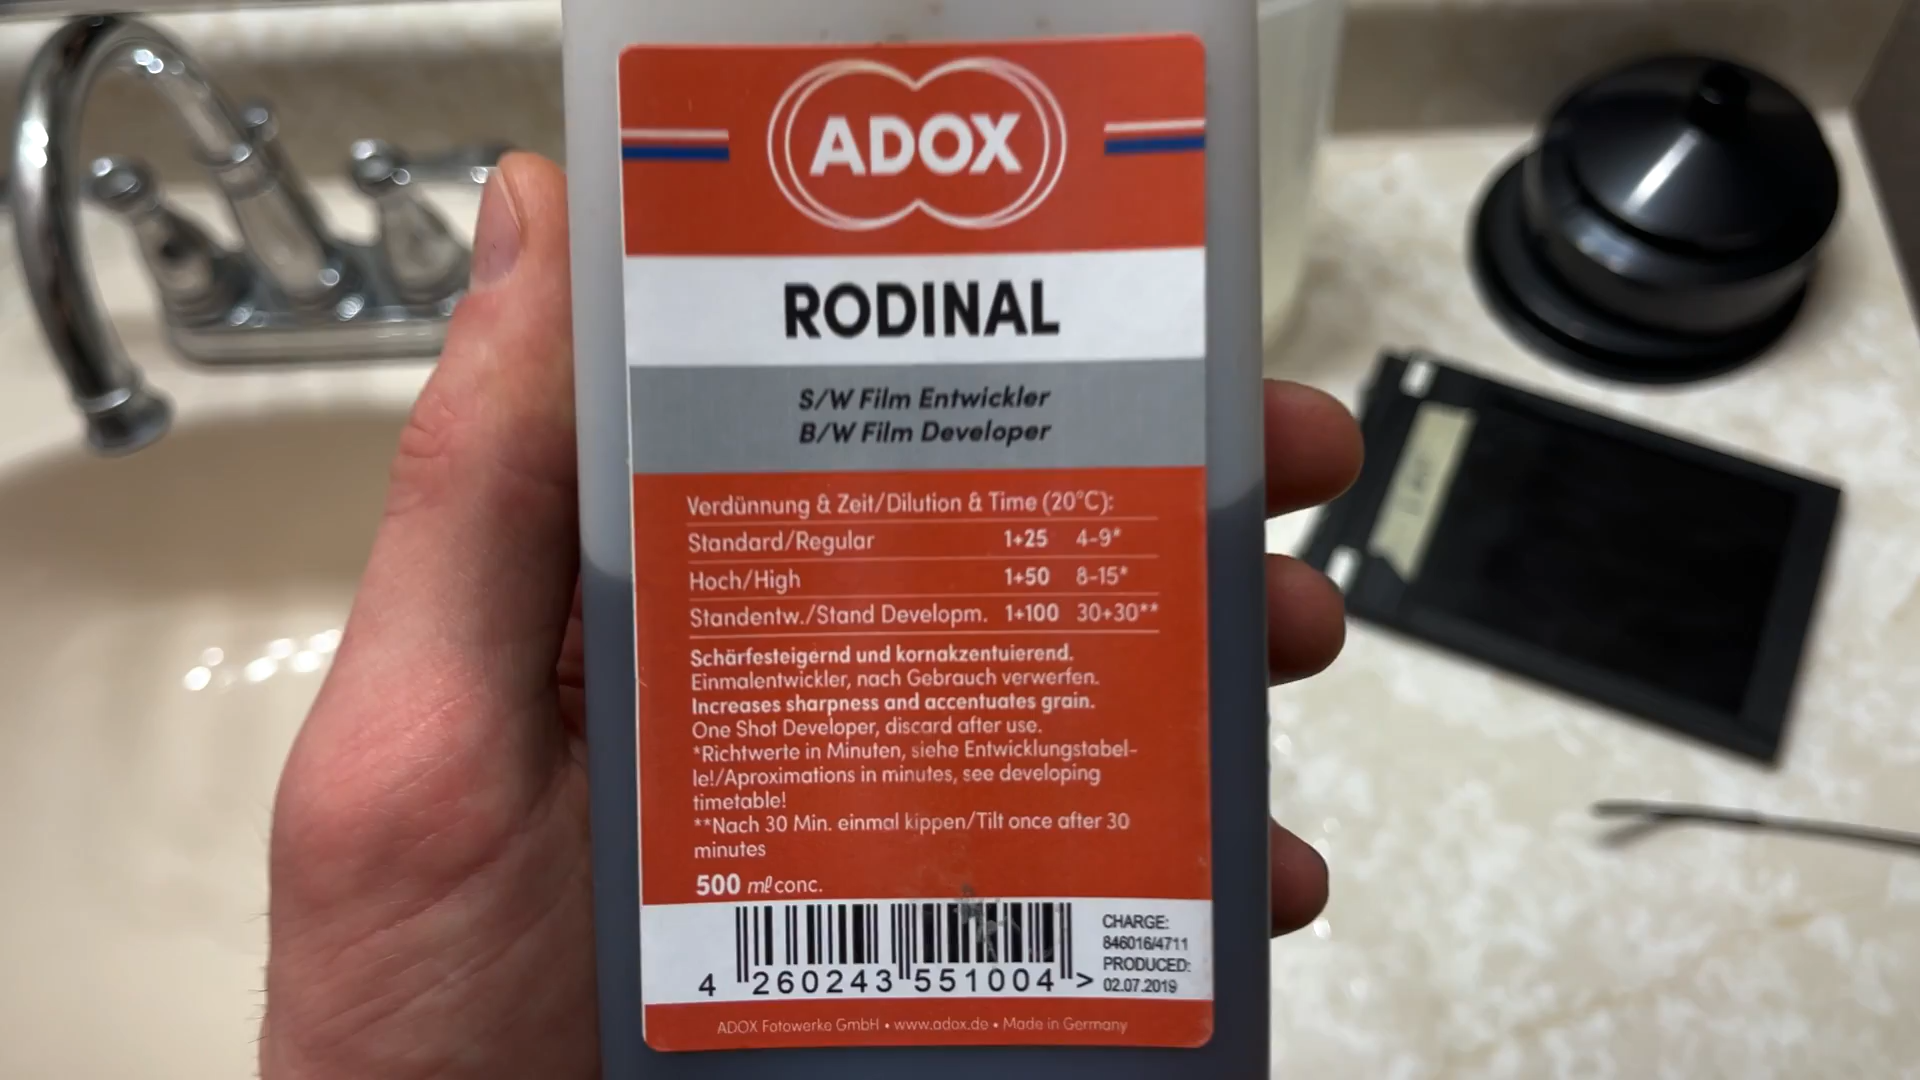 ADOX
RODINAL
S/W Film Entwickler
B/W Film Developer
Verdünnung & Zeit/Dilution & Time (20°C):
Standard/Regular 1+25 4-9*
Hoch/High 1+50 8-15*
Standentw./Stand Developm. 1+100 30+30**
Schärfesteigernd und kornakzentuierend.
Einmalentwickler, nach Gebrauch verwerfen.
Increases sharpness and accentuates grain.
One Shot Developer, discard after use.
*Richtwerte in Minuten, siehe Entwicklungstabel-
le!/Aproximations in minutes, see developing
timetable!
**Nach 30 Min. einmal kippen/Tilt once after 30
minutes
500 ml conc.
4 260243 551004 >
CHARGE:
846016/4711
PRODUCED:
02.07.2019
ADOX Fotowerke GmbH • www.adox.de • Made in Germany